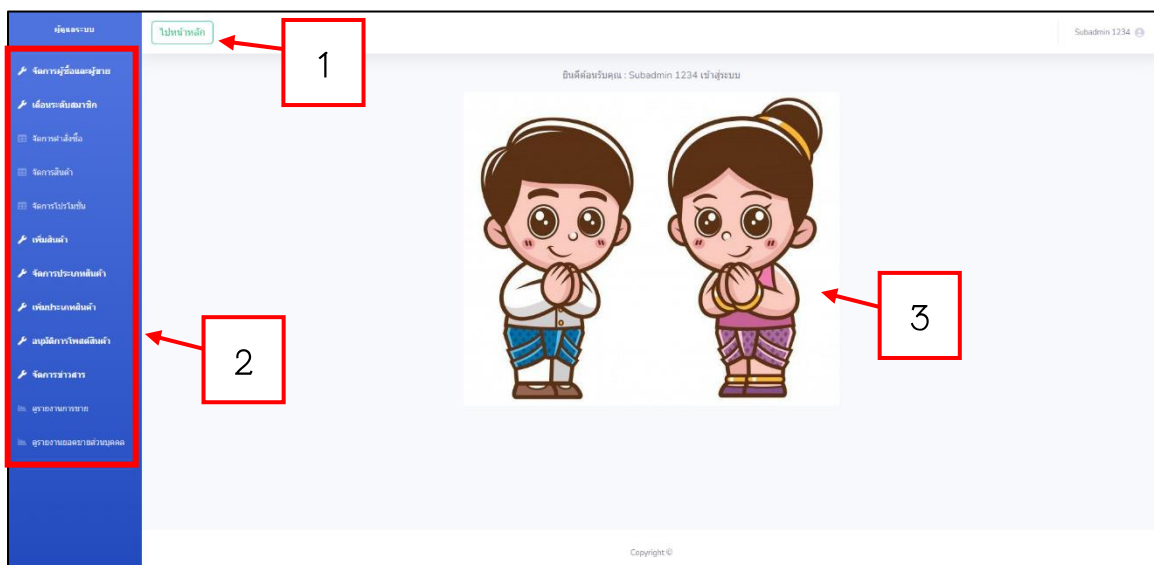 ผู้ดูแลระบบ
ไปหน้าหลัก
1
Subadmin 1234
จัดการผู้ซื้อและผู้ขาย
ยินดีต้อนรับคุณ : Subadmin 1234 เข้าสู่ระบบ
เลื่อนระดับสมาชิก
จัดการคำสั่งซื้อ
จัดการสินค้า
จัดการโปรโมชั่น
เพิ่มสินค้า
จัดการประเภทสินค้า
เพิ่มประเภทสินค้า
3
อนุมัติการโพสต์สินค้า
2
จัดการข่าวสาร
ดูรายงานการขาย
ดูรายงานยอดขายส่วนบุคคล
Copyright ©